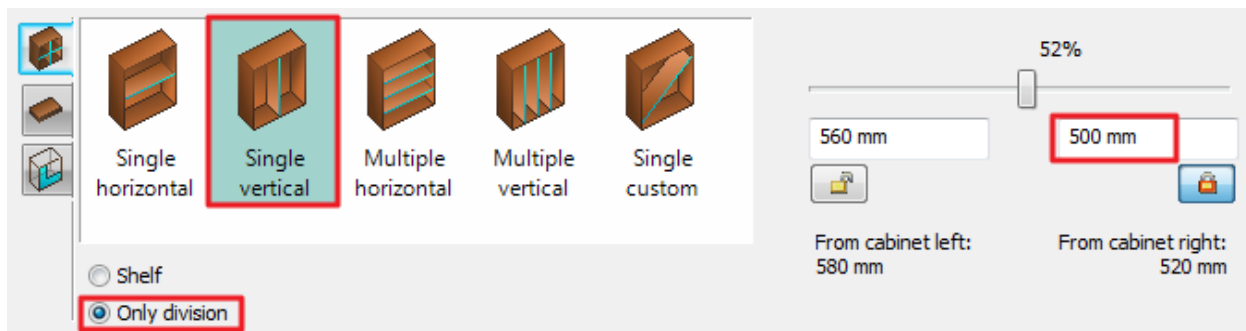 52%
560 mm
500 mm
Single horizontal
Single vertical
Multiple horizontal
Multiple vertical
Single custom
From cabinet left:
580 mm
From cabinet right:
520 mm
Shelf
Only division